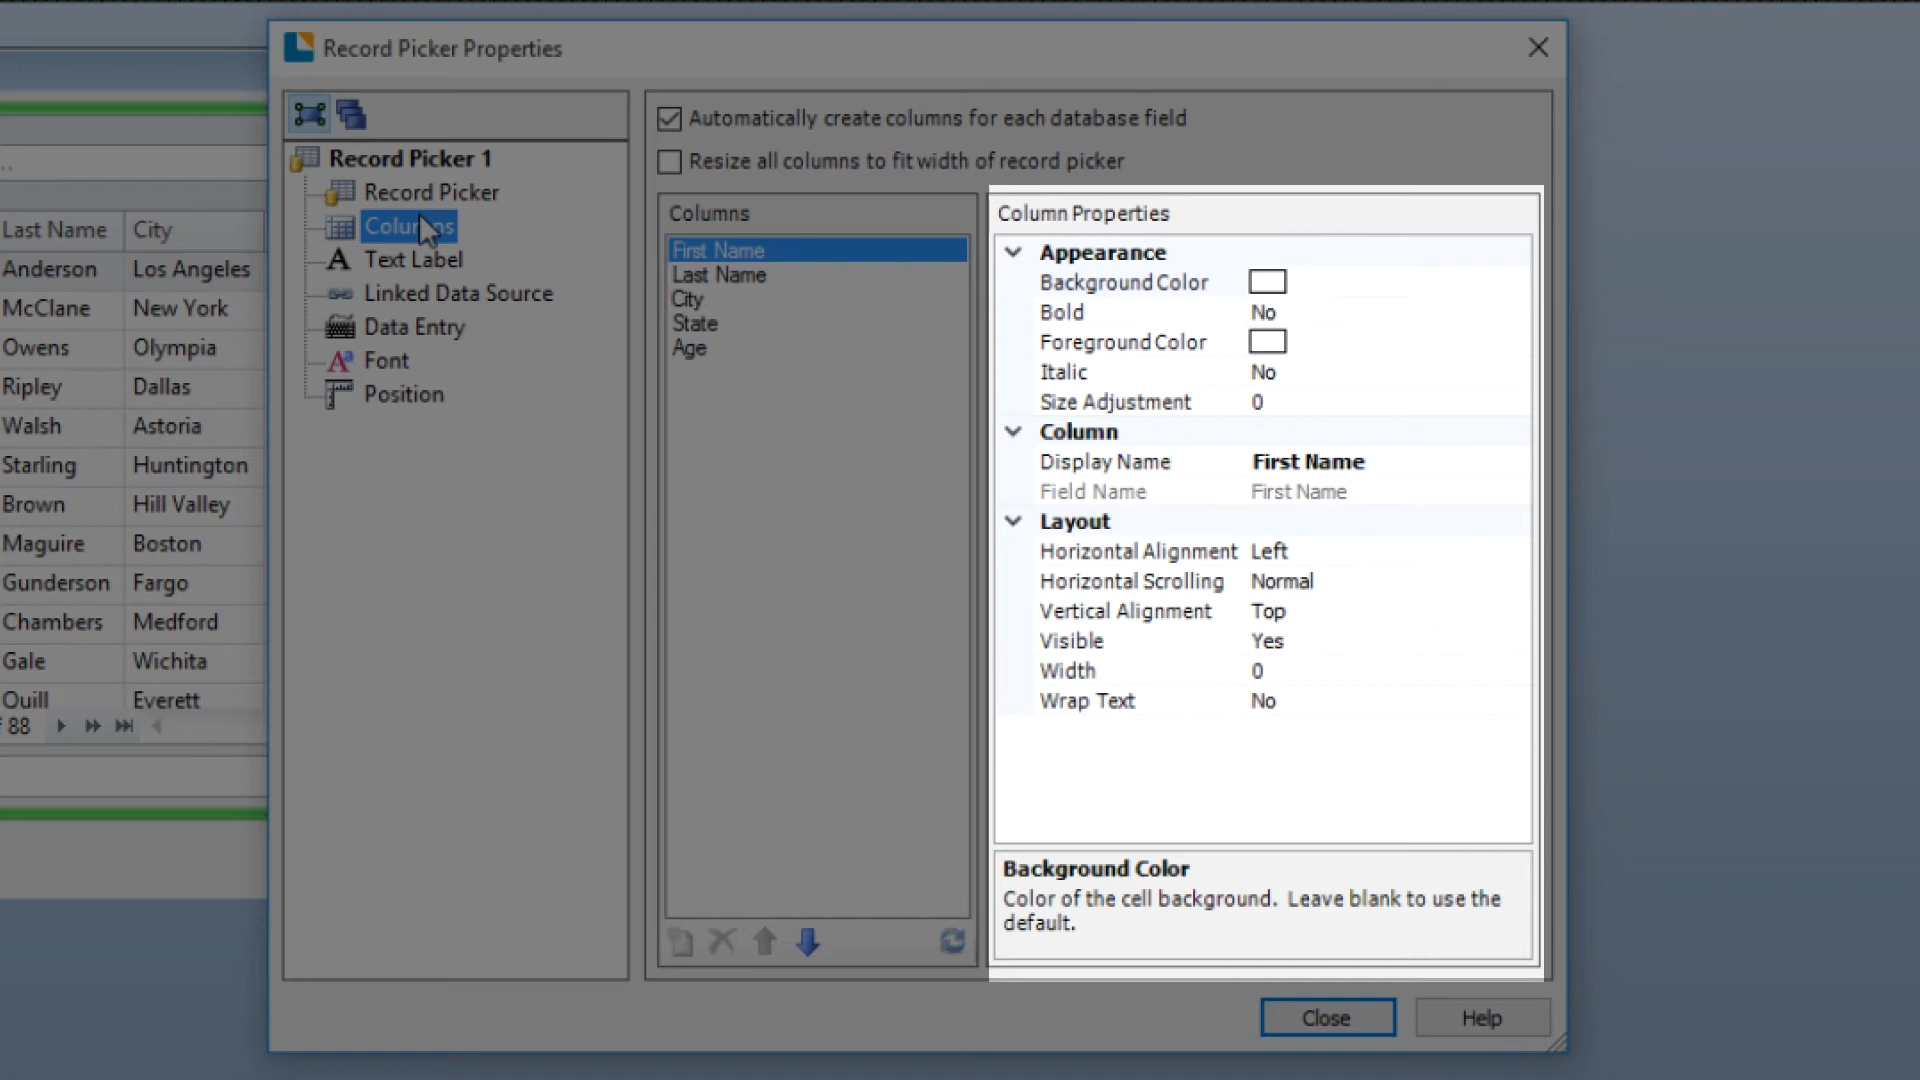 Record Picker Properties
Record Picker 1
Record Picker
Columns
Text Label
Linked Data Source
Data Entry
Font
Position
Automatically create columns for each database field
Resize all columns to fit width of record picker
Columns
First Name
Last Name
City
State
Age
Column Properties
Appearance
Background Color
Bold No
Foreground Color
Italic No
Size Adjustment 0
Column
Display Name First Name
Field Name First Name
Layout
Horizontal Alignment Left
Horizontal Scrolling Normal
Vertical Alignment Top
Visible Yes
Width 0
Wrap Text No
Background Color
Color of the cell background. Leave blank to use the
default.
Close
Help
..
Last Name City
Anderson Los Angeles
McClane New York
Owens Olympia
Ripley Dallas
Walsh Astoria
Starling Huntington
Brown Hill Valley
Maguire Boston
Gunderson Fargo
Chambers Medford
Gale Wichita
Quill Everett
88